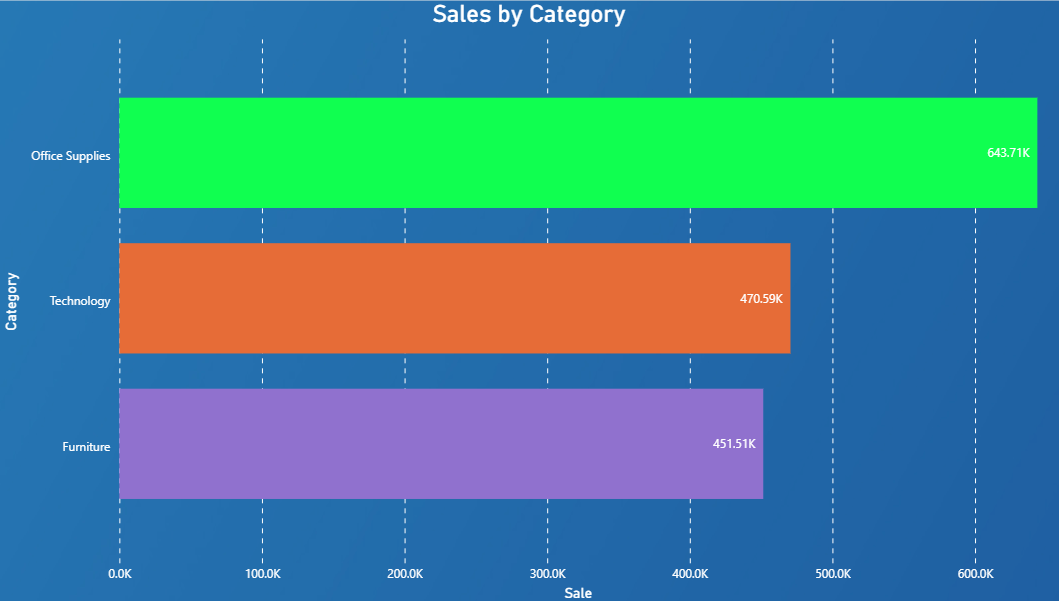 Sales by Category
Category
Office Supplies
643.71K
Technology
470.59K
Furniture
451.51K
0.0K 100.0K 200.0K 300.0K 400.0K 500.0K 600.0K
Sale